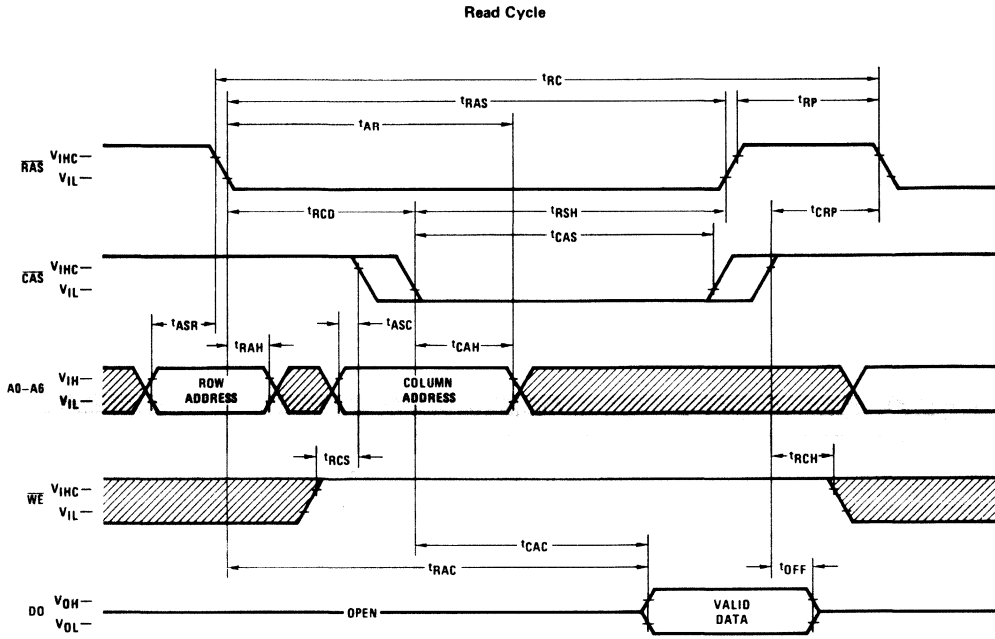 Read Cycle
tRC
tRAS
tRP
tAR
RAS VIHC
VIL
tRCD
tRSH
tCRP
tCAS
CAS VIHC
VIL
tASR
tASC
tRAH
tCAH
A0-A6 VIH
VIL
ROW
ADDRESS
COLUMN
ADDRESS
tRCS
tRCH
WE VIHC
VIL
tCAC
tRAC
tOFF
DO VOH
VOL
OPEN
VALID
DATA